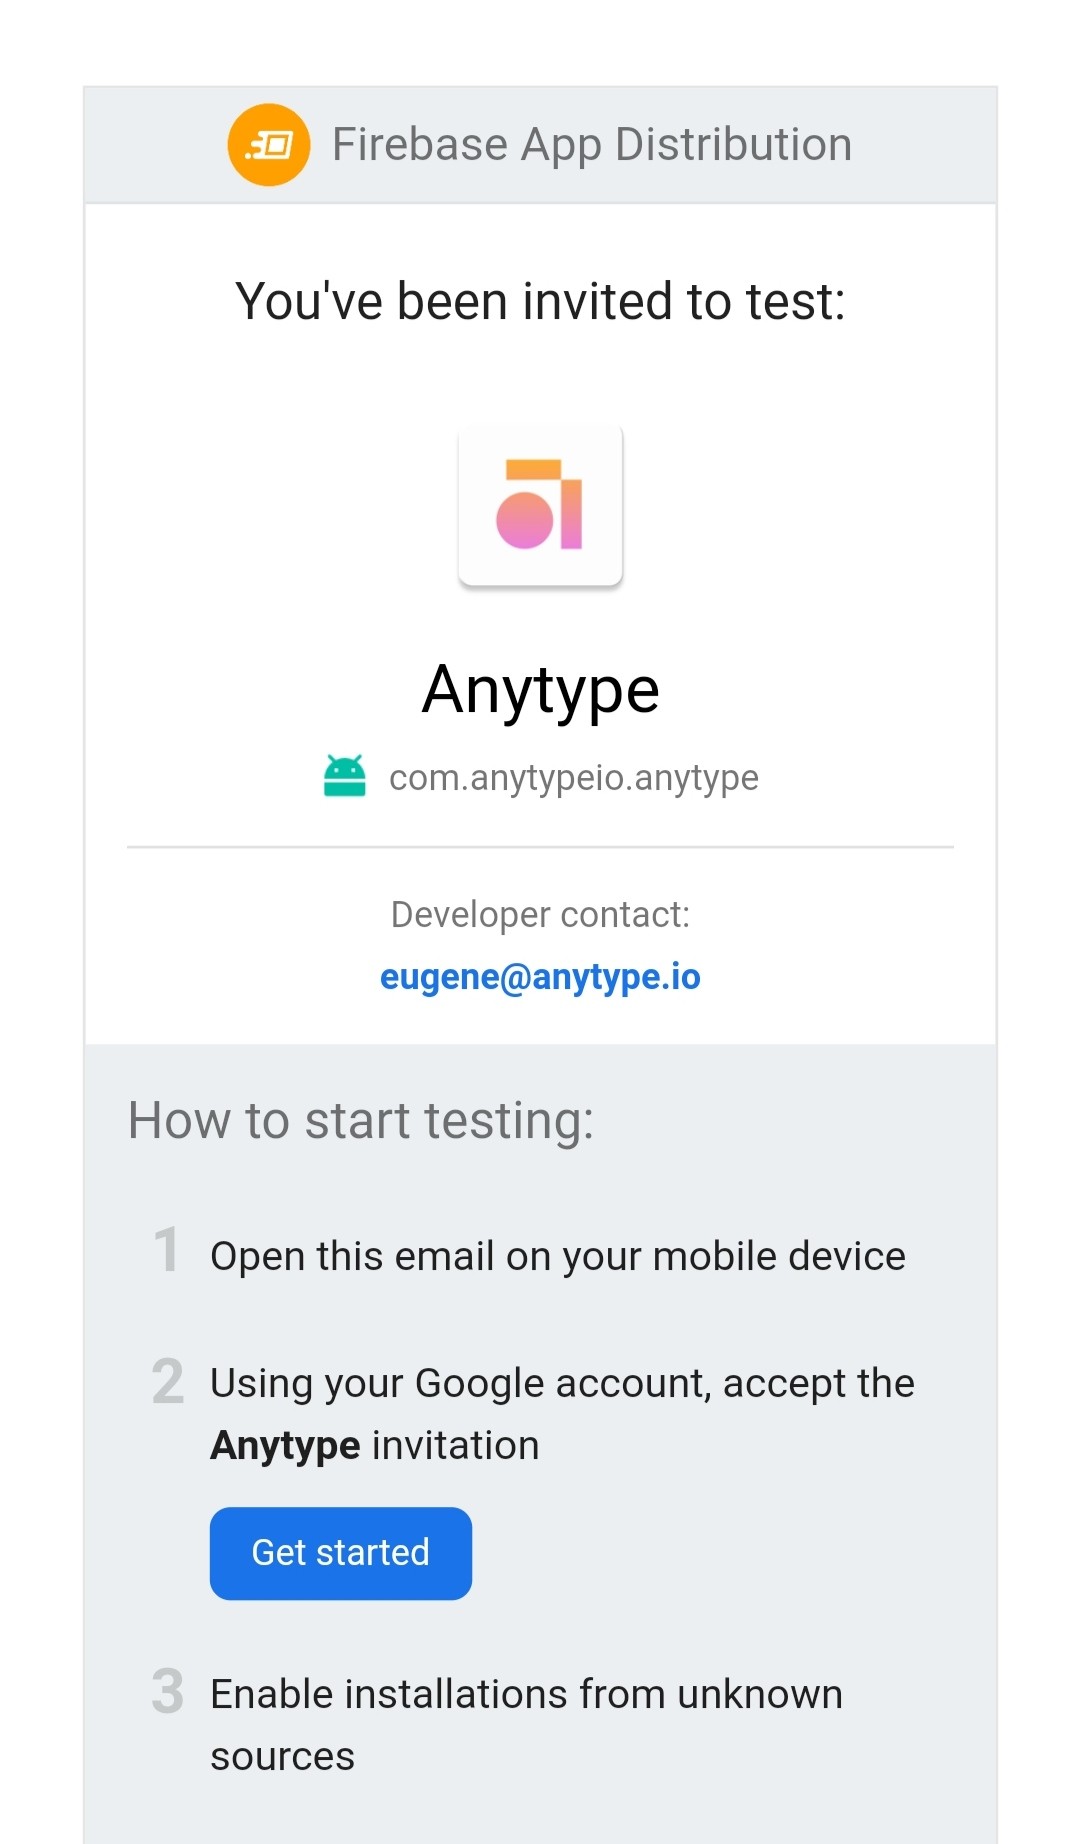 Firebase App Distribution
You've been invited to test:
Anytype
com.anytypeio.anytype
Developer contact:
eugene@anytype.io
How to start testing:
1 Open this email on your mobile device
2 Using your Google account, accept the
Anytype invitation
Get started
3 Enable installations from unknown
sources